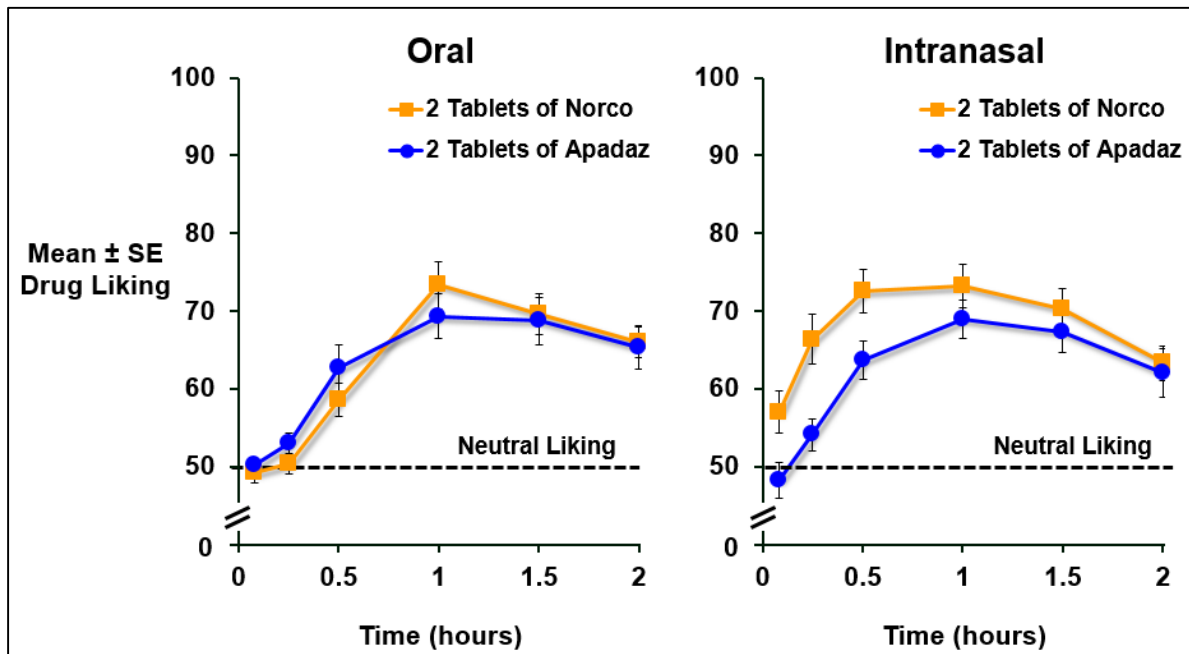 Oral
Intranasal
Mean ± SE
Drug Liking
100
90
80
70
60
50
0
2 Tablets of Norco
2 Tablets of Apadaz
Neutral Liking
0 0.5 1 1.5 2
Time (hours)
100
90
80
70
60
50
0
2 Tablets of Norco
2 Tablets of Apadaz
Neutral Liking
0 0.5 1 1.5 2
Time (hours)